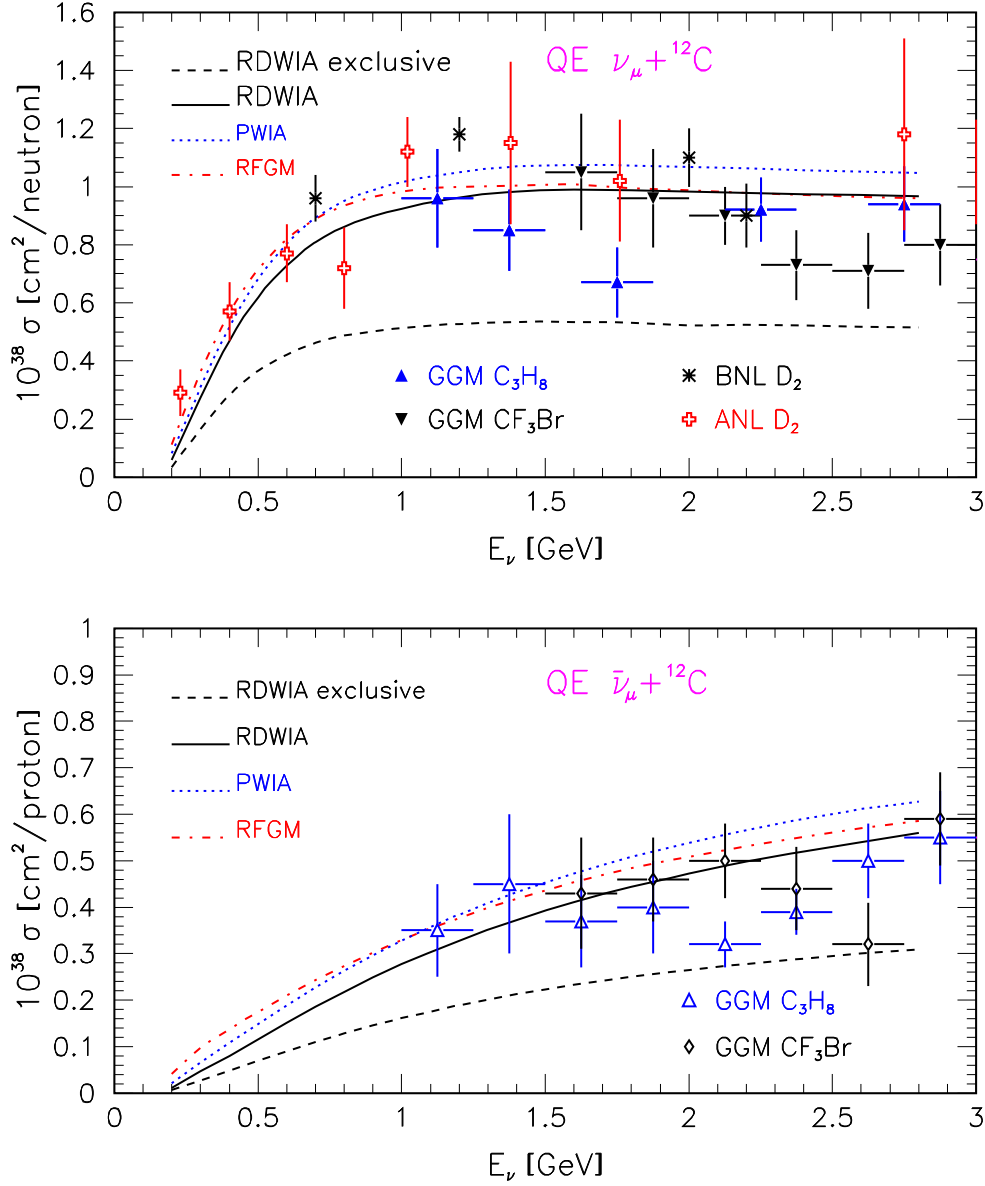 1.6
1.4
1.2
1
0.8
0.6
0.4
0.2
0
10³⁸ σ [cm²/neutron]
RDWIA exclusive
RDWIA
PWIA
RFGM
QE ν_μ+¹²C
GGM C₃H₈
GGM CF₃Br
BNL D₂
ANL D₂
0 0.5 1 1.5 2 2.5 3
E_ν [GeV]
1
0.9
0.8
0.7
0.6
0.5
0.4
0.3
0.2
0.1
0
10³⁸ σ [cm²/proton]
RDWIA exclusive
RDWIA
PWIA
RFGM
QE ν̄_μ+¹²C
GGM C₃H₈
GGM CF₃Br
0 0.5 1 1.5 2 2.5 3
E_ν [GeV]